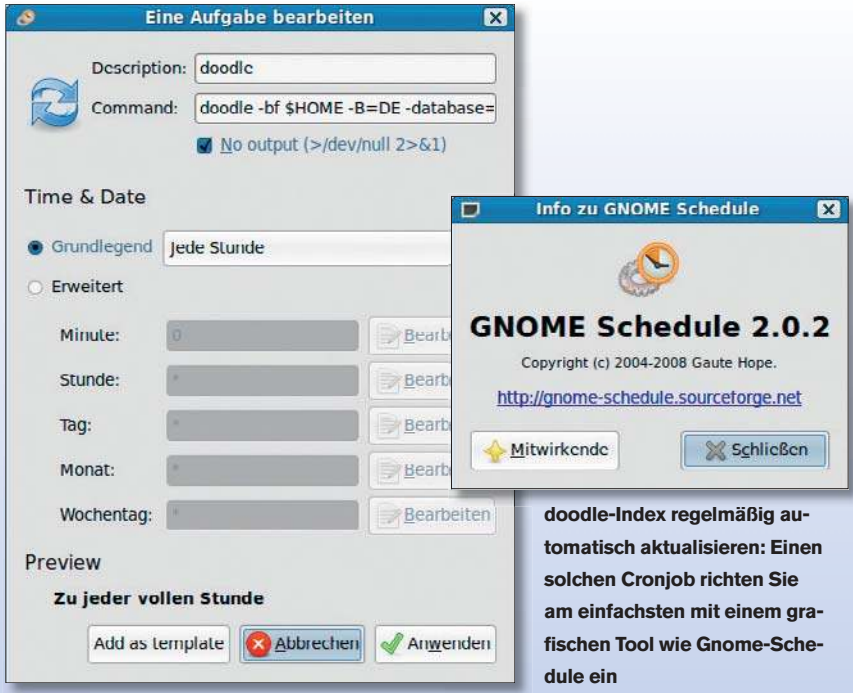 Eine Aufgabe bearbeiten
Description: doodle
Command: doodle -bf $HOME -B=DE -database=
No output (>/dev/null 2>&1)
Time & Date
Grundlegend Jede Stunde
Erweitert
Minute: 0 Bearb
Stunde: * Bearb
Tag: * Bearb
Monat: * Bearb
Wochentag: * Bearbeiten
Preview
Zu jeder vollen Stunde
Add as template Abbrechen Anwenden
Info zu GNOME Schedule
GNOME Schedule 2.0.2
Copyright (c) 2004-2008 Gaute Hope.
http://gnome-schedule.sourceforge.net
Mitwirkende Schließen
doodle-Index regelmäßig au-
tomatisch aktualisieren: Einen
solchen Cronjob richten Sie
am einfachsten mit einem gra-
fischen Tool wie Gnome-Sche-
dule ein